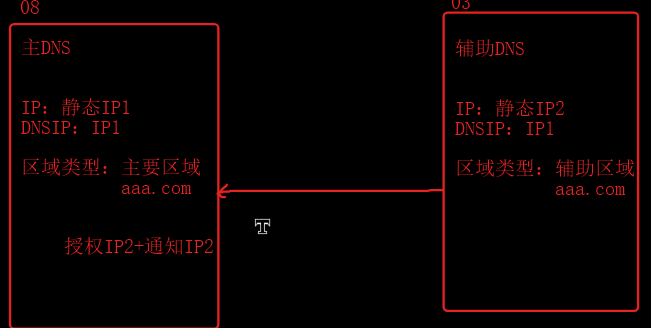 08
主DNS
IP：静态IP1
DNSIP：IP1
区域类型：主要区域
aaa.com
授权IP2+通知IP2
03
辅助DNS
IP：静态IP2
DNSIP：IP1
区域类型：辅助区域
aaa.com